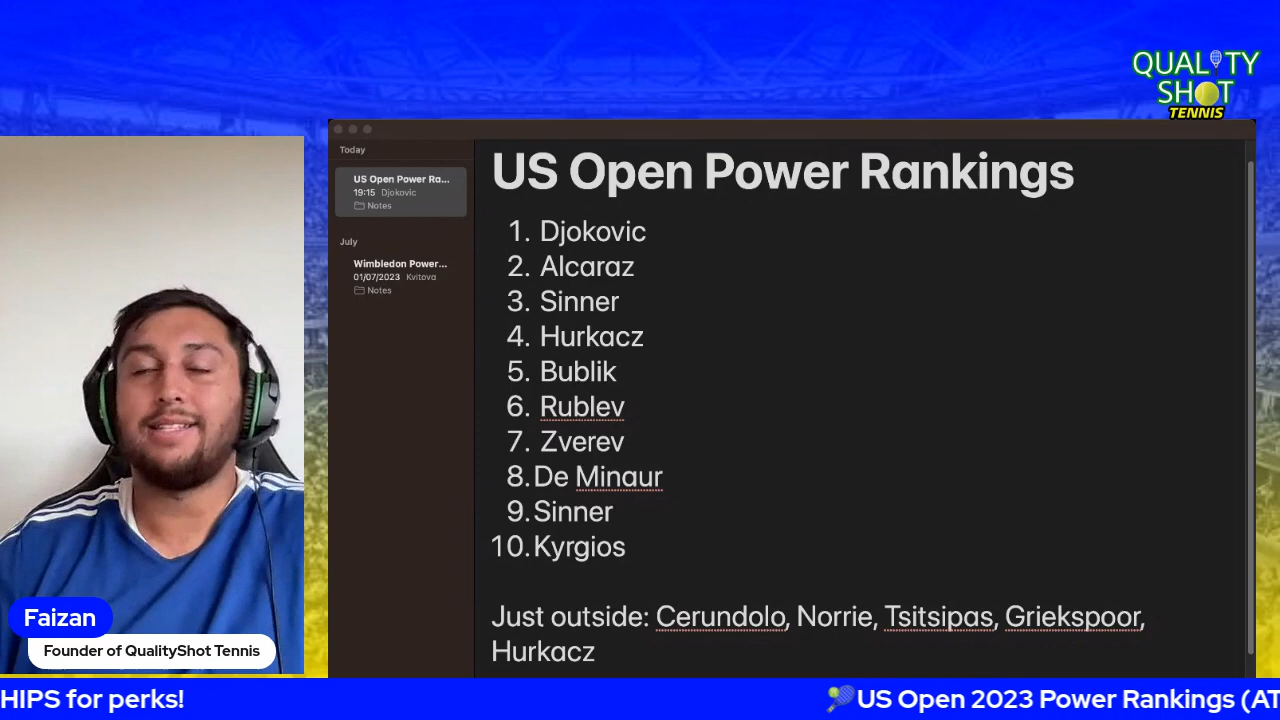 QUALITY
SHOT
TENNIS
Today
US Open Power Ra...
19:15 Djokovic
Notes
July
Wimbledon Power...
01/07/2023 Kvitova
Notes
US Open Power Rankings
1. Djokovic
2. Alcaraz
3. Sinner
4. Hurkacz
5. Bublik
6. Rublev
7. Zverev
8. De Minaur
9. Sinner
10. Kyrgios
Just outside: Cerundolo, Norrie, Tsitsipas, Griekspoor,
Hurkacz
Faizan
Founder of QualityShot Tennis
HIPS for perks!
US Open 2023 Power Rankings (AT